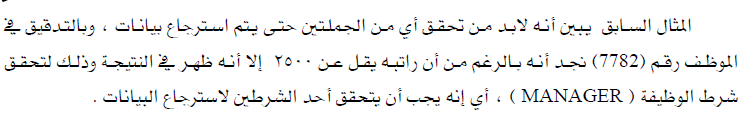 المثال السابق يبين أنه لابد من تحقق أي من الجملتين حتى يتم استرجاع بيانات ، وبالتدقيق في
الموظف رقم (7782) نجد أنه بالرغم من أن راتبه يقل عن ٢٥٠٠ إلا أنه ظهر في النتيجة وذلك لتحقق
شرط الوظيفة ( MANAGER ) ، أي إنه يجب أن يتحقق أحد الشرطين لاسترجاع البيانات .